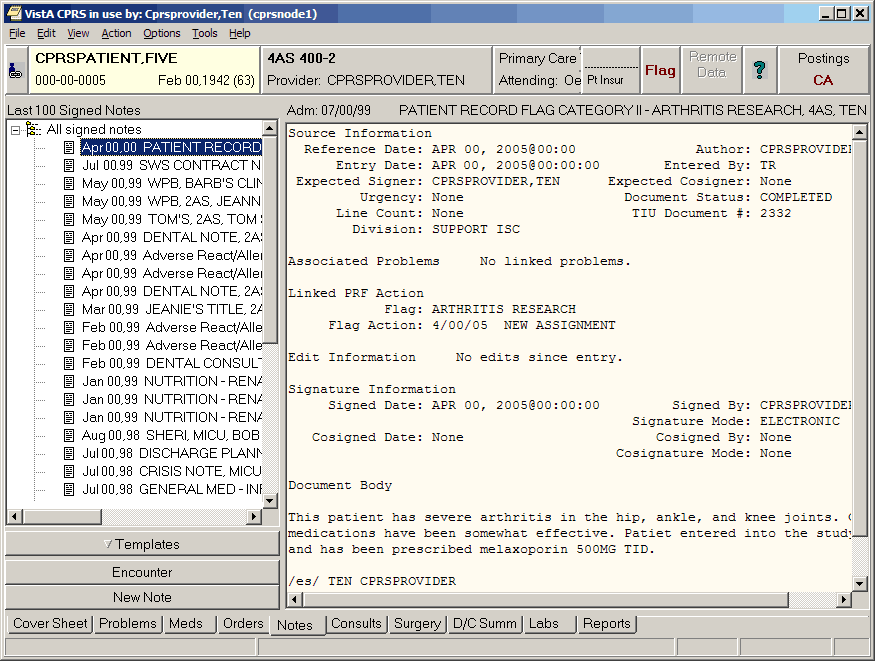 VistA CPRS in use by: Cprsprovider,Ten (cprsnode1)
File Edit View Action Options Tools Help
CPRSPATIENT,FIVE
000-00-0005 Feb 00,1942 (63)
4AS 400-2
Provider: CPRSPROVIDER,TEN
Primary Care
Attending: Oe
Pt Insur
Flag
Remote
Data
?
Postings
CA
Last 100 Signed Notes
Adm: 07/00/99 PATIENT RECORD FLAG CATEGORY II - ARTHRITIS RESEARCH, 4AS, TEN
All signed notes
Apr 00,00 PATIENT RECORD
Jul 00.99 SWS CONTRACT N
May 00,99 WPB, BARB'S CLIN
May 00,99 WPB, 2AS, JEANN
May 00,99 TOM'S, 2AS, TOM
Apr 00,99 DENTAL NOTE, 2AS
Apr 00,99 Adverse React/Aller
Apr 00,99 Adverse React/Aller
Apr 00,99 DENTAL NOTE, 2AS
Mar 00,99 JEANIE'S TITLE, 2A
Feb 00,99 Adverse React/Alle
Feb 00,99 Adverse React/Alle
Feb 00,99 DENTAL CONSULT
Jan 00,99 NUTRITION - RENA
Jan 00,99 NUTRITION - RENA
Jan 00,99 NUTRITION - RENA
Aug 00,98 SHERI, MICU, BOB
Jul 00,98 DISCHARGE PLANN
Jul 00,98 CRISIS NOTE, MICU
Jul 00,98 GENERAL MED - INF
Templates
Encounter
New Note
Source Information
Reference Date: APR 00, 2005@00:00 Author: CPRSPROVIDER
Entry Date: APR 00, 2005@00:00:00 Entered By: TR
Expected Signer: CPRSPROVIDER,TEN Expected Cosigner: None
Urgency: None Document Status: COMPLETED
Line Count: None TIU Document #: 2332
Division: SUPPORT ISC
Associated Problems No linked problems.
Linked PRF Action
Flag: ARTHRITIS RESEARCH
Flag Action: 4/00/05 NEW ASSIGNMENT
Edit Information No edits since entry.
Signature Information
Signed Date: APR 00, 2005@00:00:00 Signed By: CPRSPROVIDER
Signature Mode: ELECTRONIC
Cosigned Date: None Cosigned By: None
Cosignature Mode: None
Document Body
This patient has severe arthritis in the hip, ankle, and knee joints.
medications have been somewhat effective. Patiet entered into the study
and has been prescribed melaxoporin 500MG TID.
/es/ TEN CPRSPROVIDER
Cover Sheet Problems Meds Orders Notes Consults Surgery D/C Summ Labs Reports